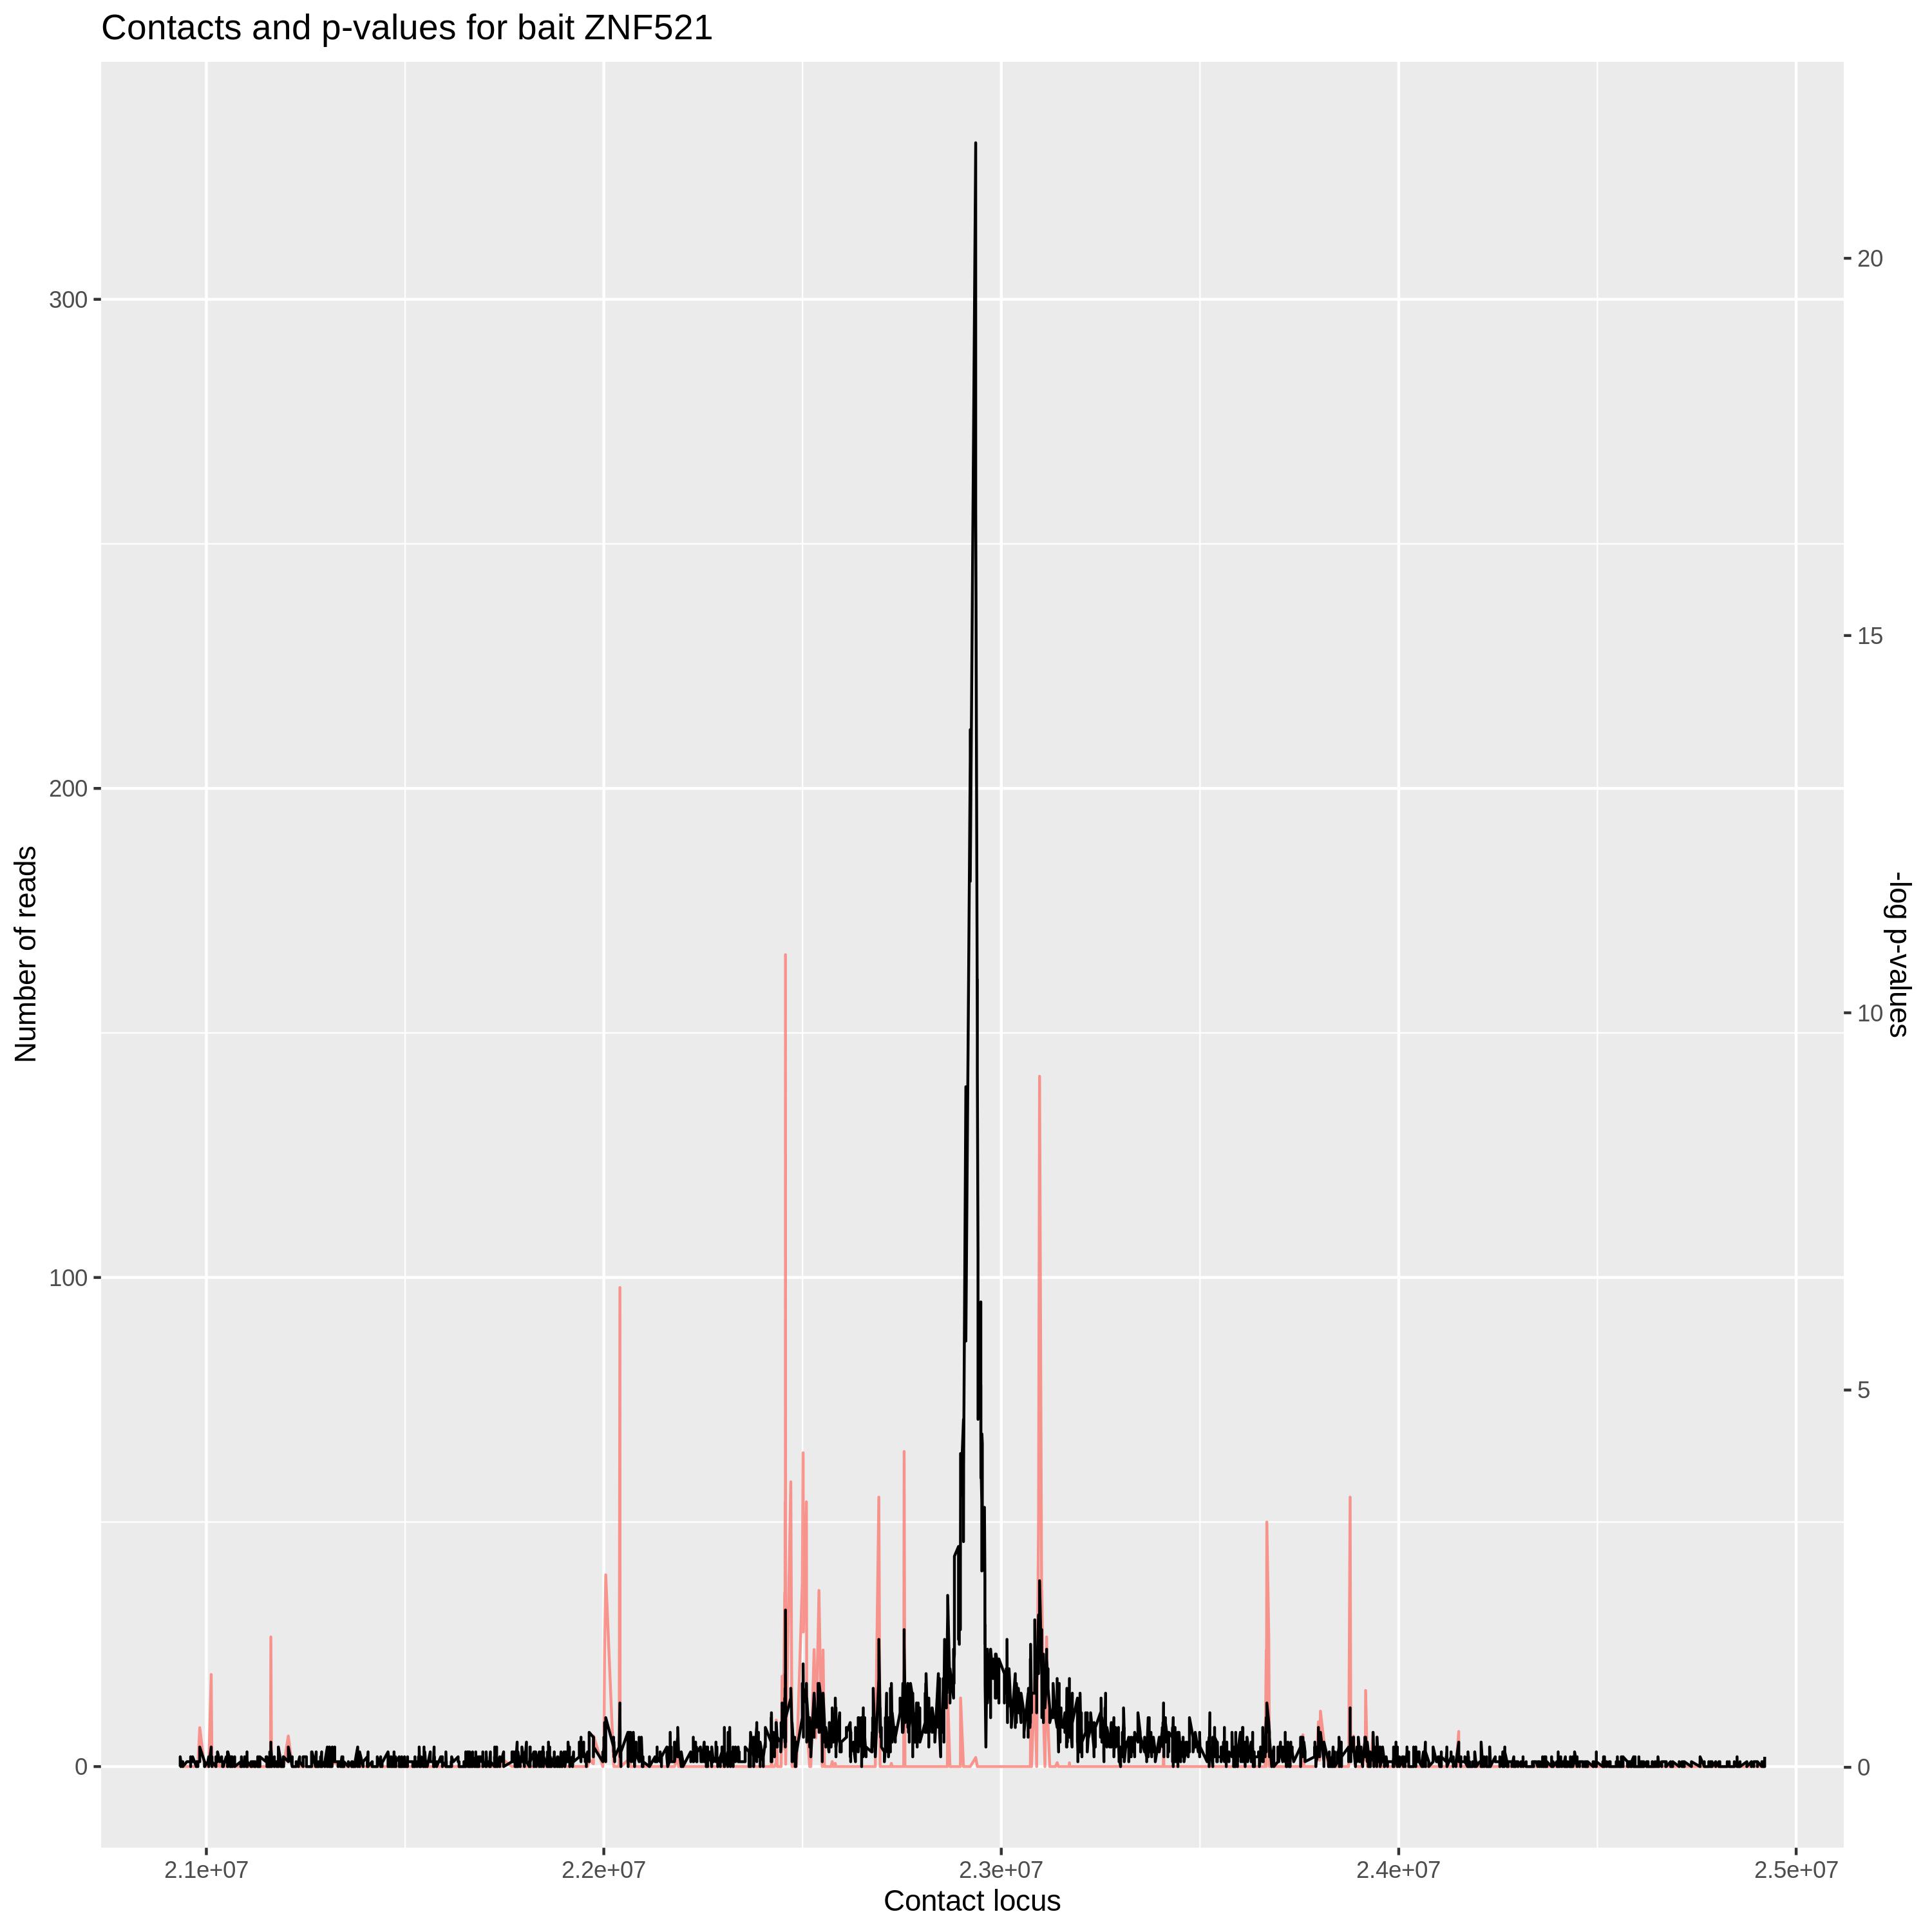 Contacts and p-values for bait ZNF521
300
200
100
0
Number of reads
20
15
10
5
0
-log p-values
2.1e+07
2.2e+07
2.3e+07
2.4e+07
2.5e+07
Contact locus